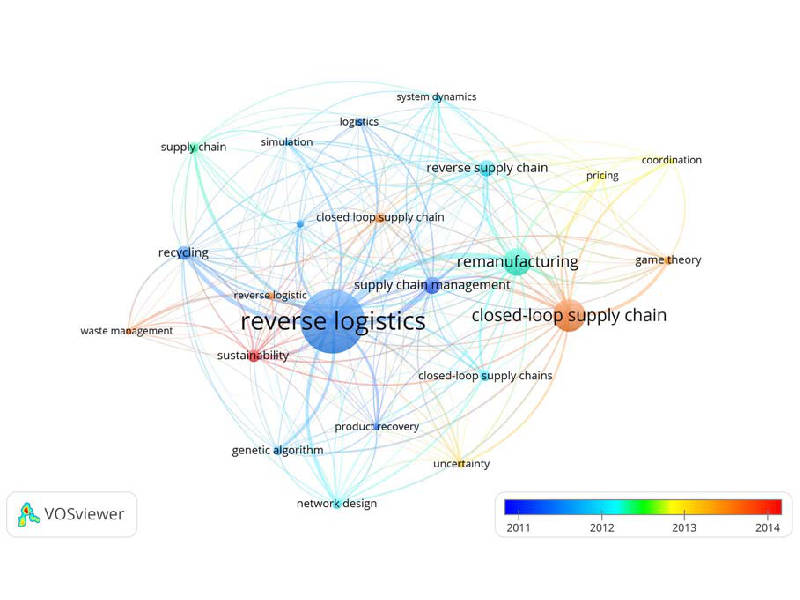 system dynamics
logistics
simulation
supply chain
coordination
reverse supply chain
pricing
closed loop supply chain
recycling
remanufacturing
game theory
supply chain management
reverse logistic
reverse logistics
closed-loop supply chain
waste management
sustainability
closed-loop supply chains
product recovery
genetic algorithm
uncertainty
network design
VOSviewer
2011 2012 2013 2014